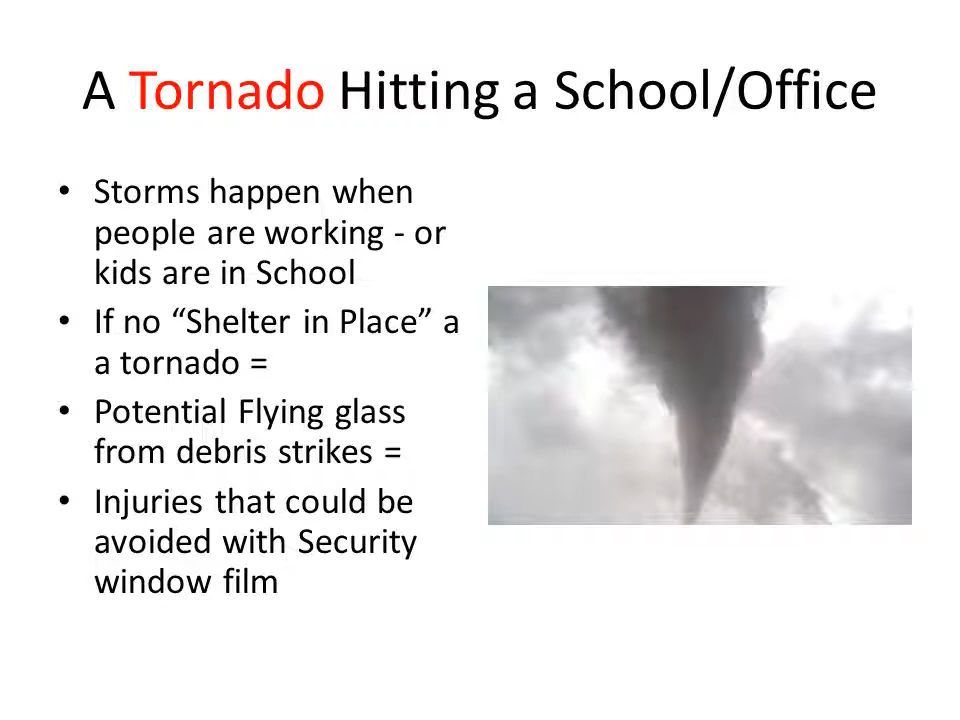 A Tornado Hitting a School/Office
• Storms happen when
people are working - or
kids are in School
• If no “Shelter in Place” a
a tornado =
• Potential Flying glass
from debris strikes =
• Injuries that could be
avoided with Security
window film